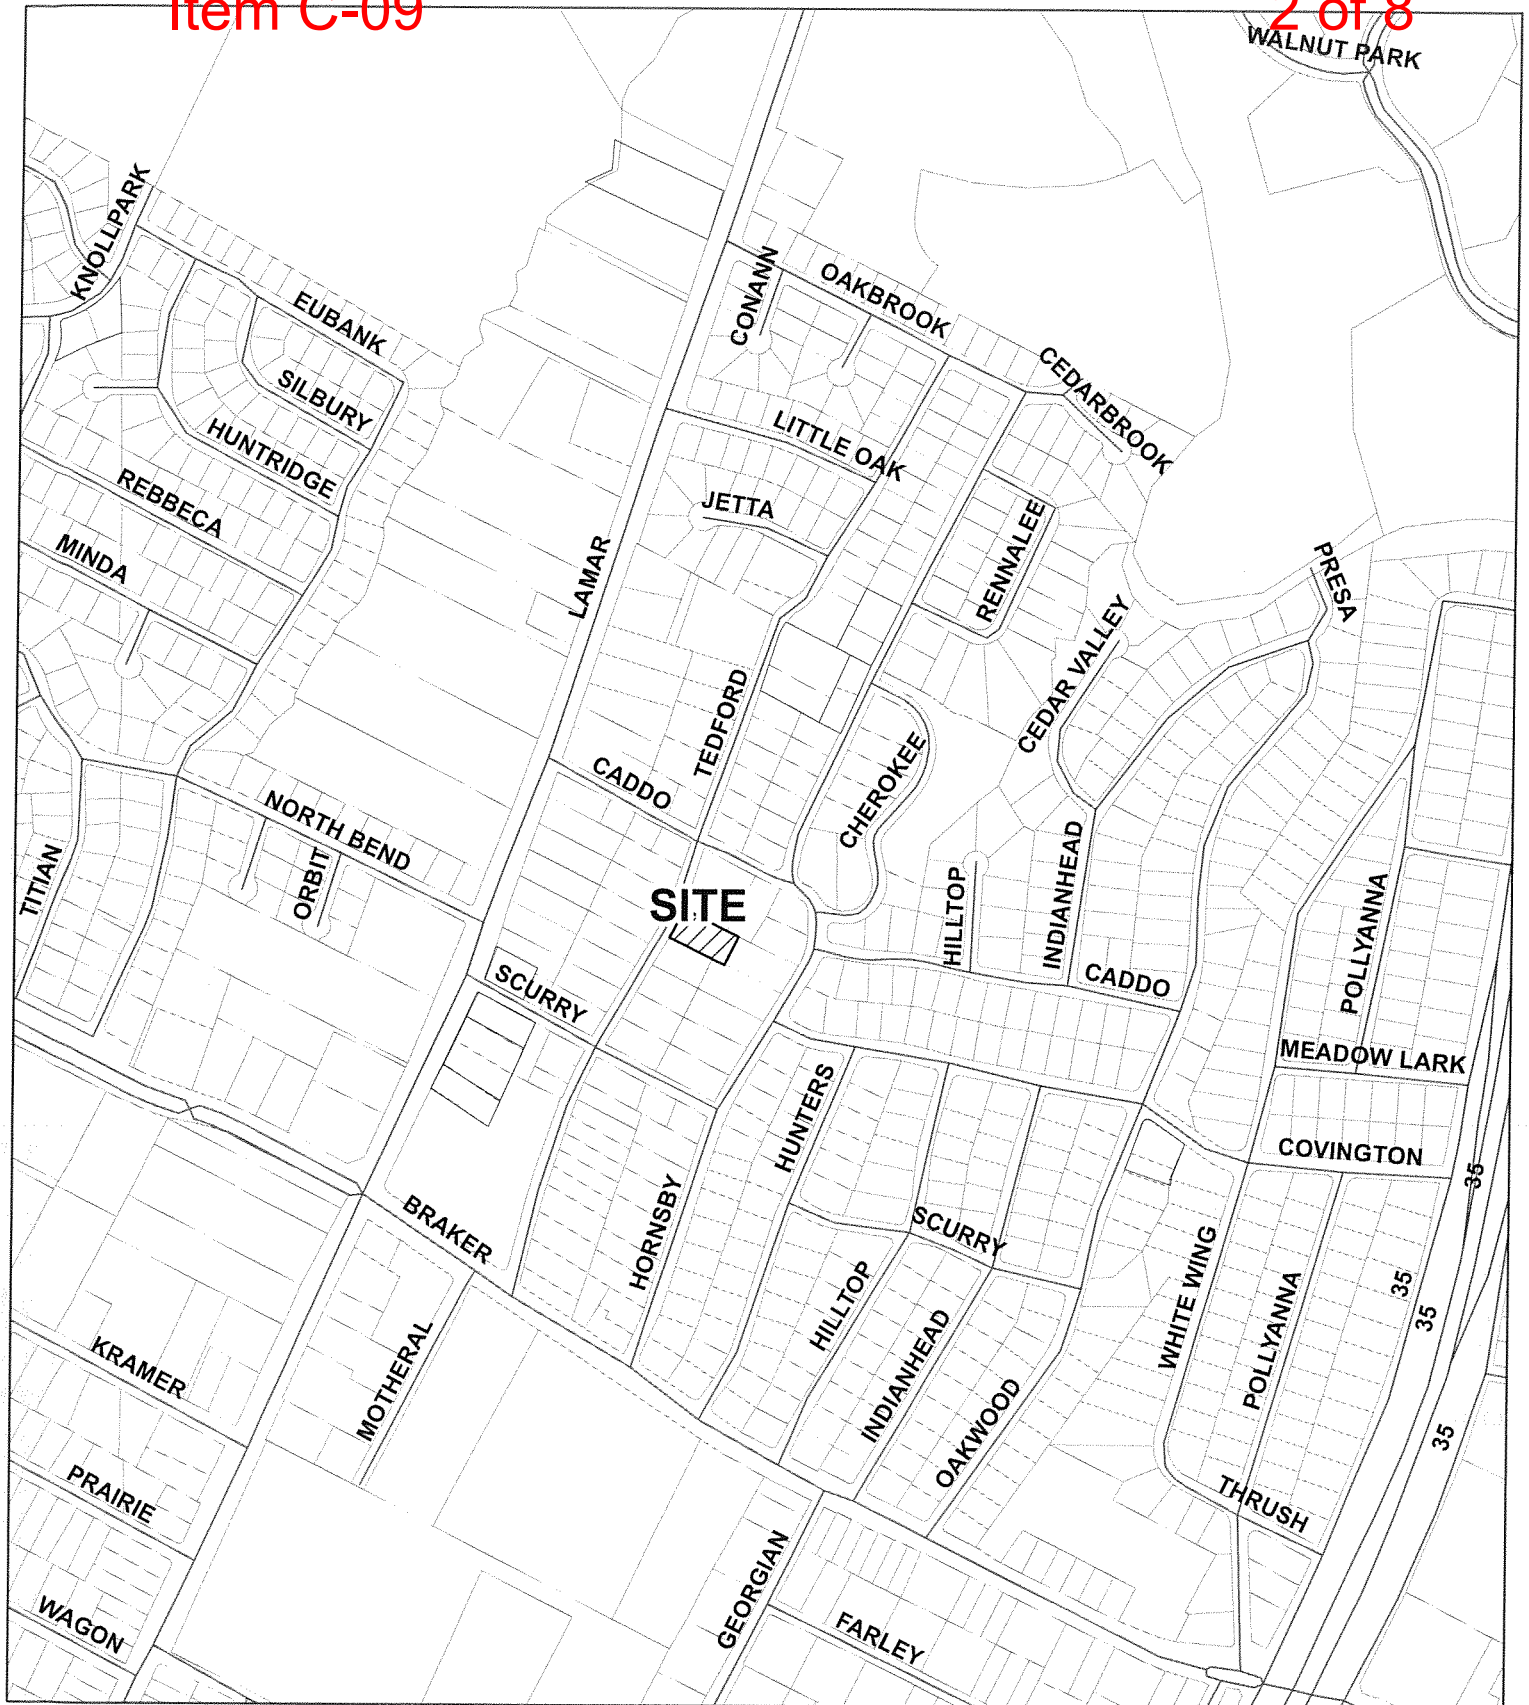 Item C-09
2 of 8
WALNUT PARK
KNOLLPARK
EUBANK
CONANN
OAKBROOK
SILBURY
CEDARBROOK
HUNTRIDGE
LITTLE OAK
REBBECA
JETTA
MINDA
LAMAR
RENNALEE
PRESA
CEDAR VALLEY
TEDFORD
CADDO
CHEROKEE
NORTH BEND
ORBIT
TITIAN
SITE
HILLTOP
INDIANHEAD
POLLYANNA
SCURRY
CADDO
MEADOW LARK
HUNTERS
COVINGTON
35
HORNSBY
BRAKER
SCURRY
WHITE WING
HILLTOP
POLLYANNA
35
35
KRAMER
MOTHERAL
INDIANHEAD
OAKWOOD
35
PRAIRIE
THRUSH
GEORGIAN
WAGON
FARLEY